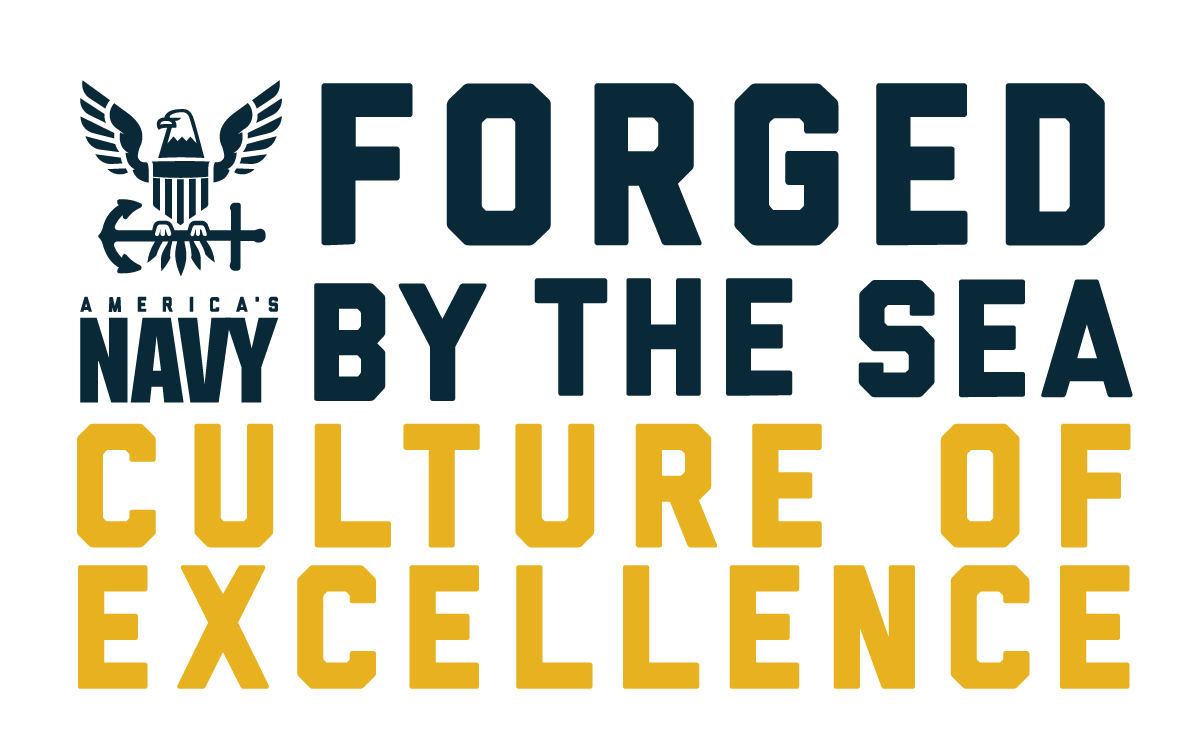 FORGED
AMERICA'S
NAVY
BY THE SEA
CULTURE OF
EXCELLENCE